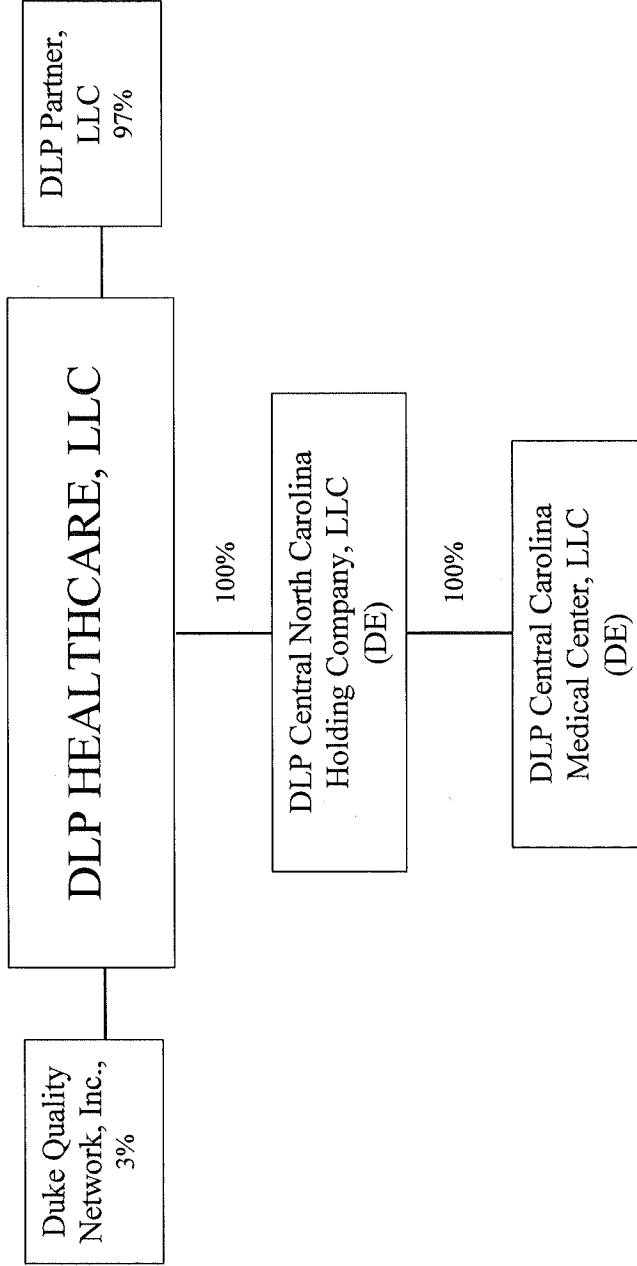 DLP HEALTHCARE, LLC
Duke Quality
Network, Inc.,
3%
DLP Partner,
LLC
97%
100%
DLP Central North Carolina
Holding Company, LLC
(DE)
100%
DLP Central Carolina
Medical Center, LLC
(DE)